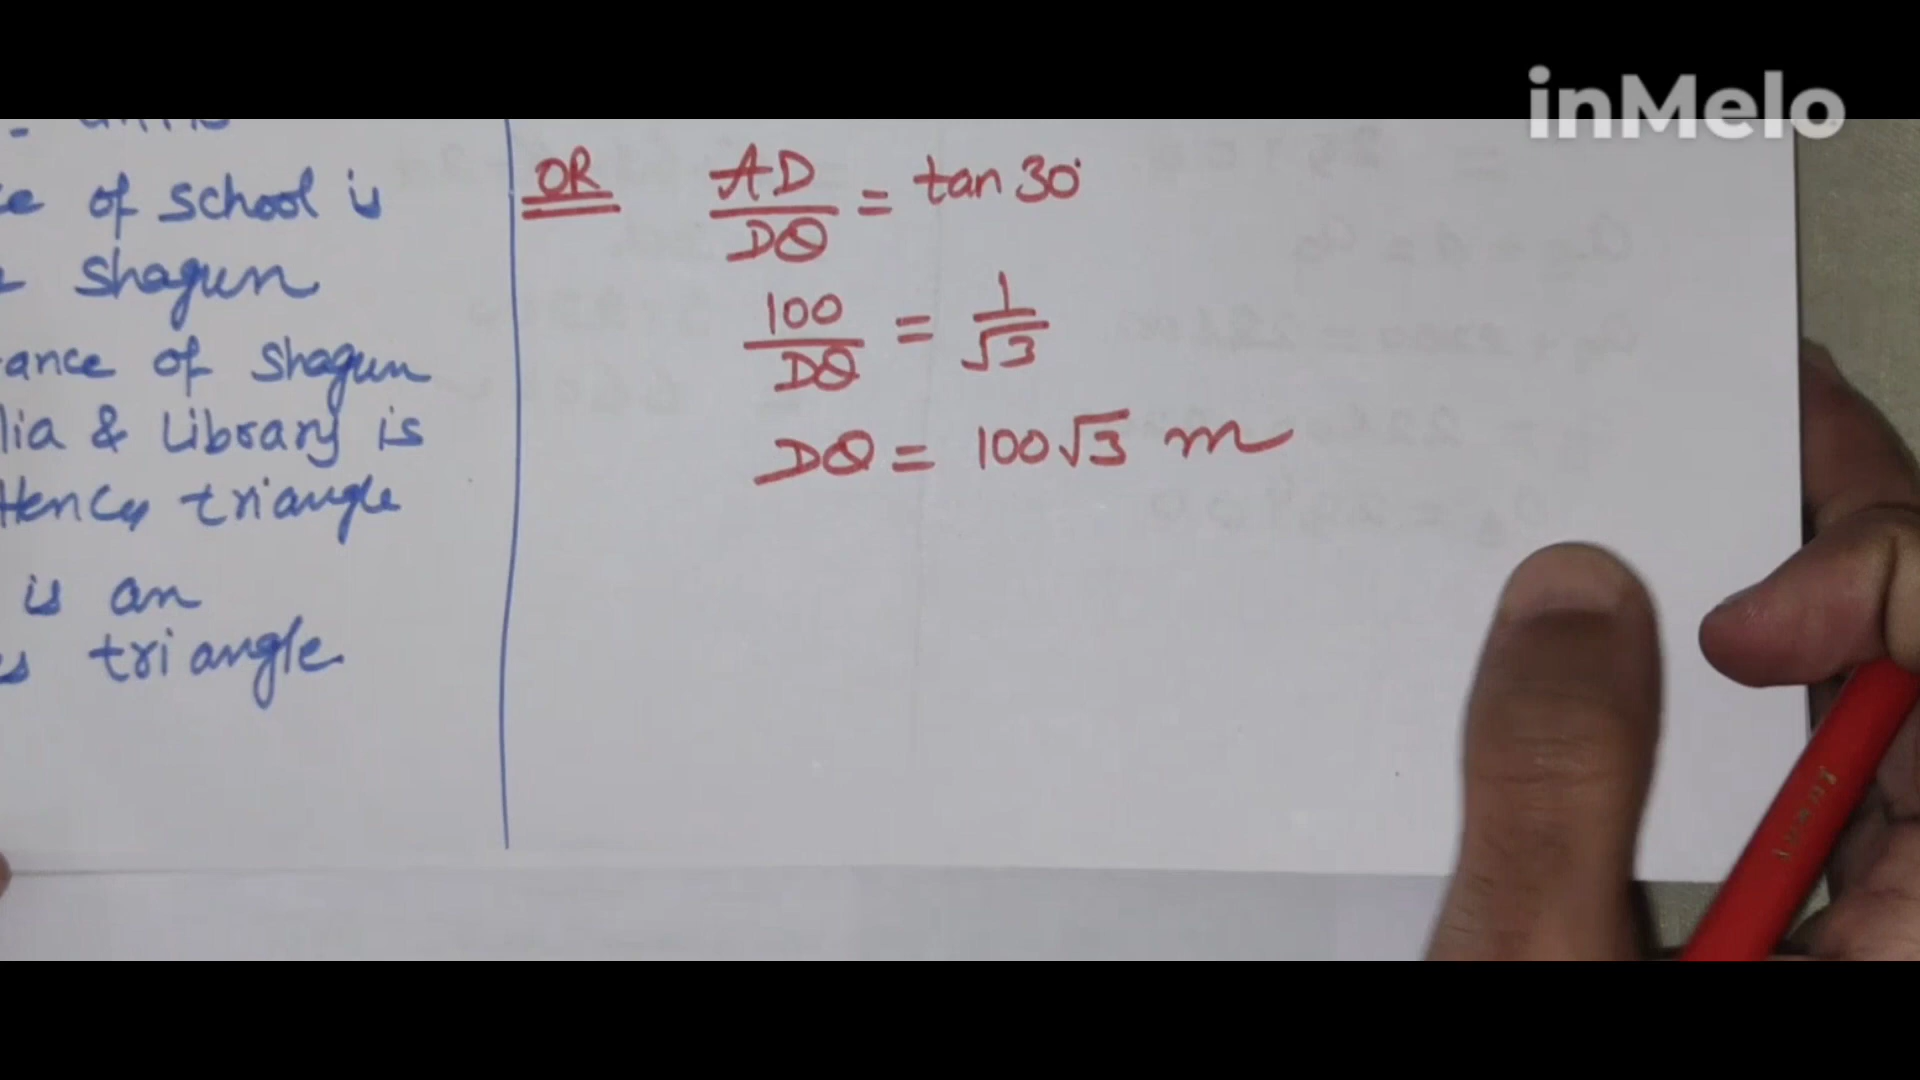 inMelo
ce of school is
shagun
ance of shagun
lia & Library is
Hence, triangle
is an
s triangle
OR AD/DQ = tan 30°
100/DQ = 1/√3
DQ = 100√3 m